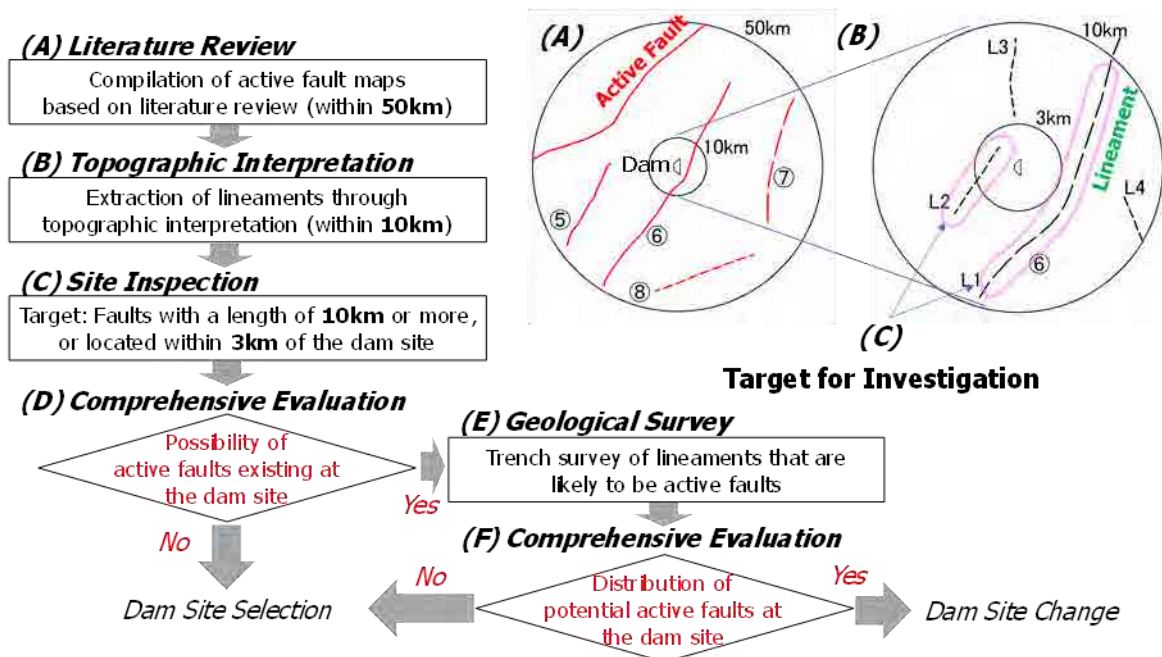 (A) Literature Review
Compilation of active fault maps
based on literature review (within 50km)
(B) Topographic Interpretation
Extraction of lineaments through
topographic interpretation (within 10km)
(C) Site Inspection
Target: Faults with a length of 10km or more,
or located within 3km of the dam site
(D) Comprehensive Evaluation
Possibility of
active faults existing at
the dam site
Yes
No
Dam Site Selection
(E) Geological Survey
Trench survey of lineaments that are
likely to be active faults
(F) Comprehensive Evaluation
Distribution of
potential active faults at
the dam site
No
Yes
Dam Site Change
(A)
50km
Active Fault
10km
Dam
⑤
⑥
⑦
⑧
(B)
10km
L3
3km
Lineament
L2
L4
L1
⑥
(C)
Target for Investigation